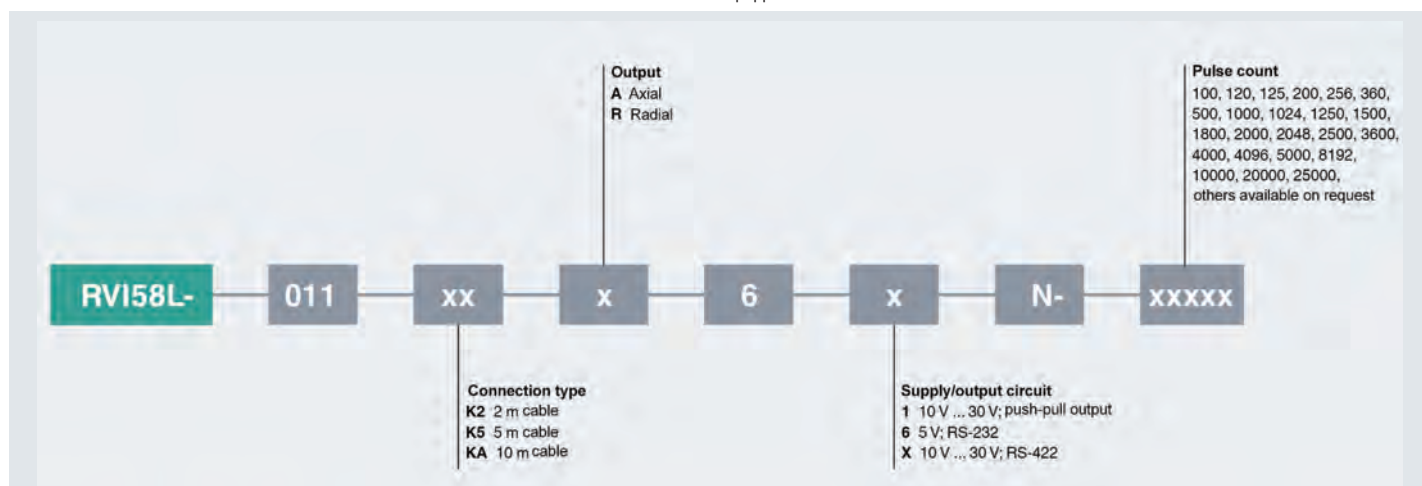 Output
A Axial
R Radial
Pulse count
100, 120, 125, 200, 256, 360,
500, 1000, 1024, 1250, 1500,
1800, 2000, 2048, 2500, 3600,
4000, 4096, 5000, 8192,
10000, 20000, 25000,
others available on request
RVI58L- 011 xx x 6 x N- xxxxx
Connection type
K2 2 m cable
K5 5 m cable
KA 10 m cable
Supply/output circuit
1 10 V ... 30 V; push-pull output
6 5 V; RS-232
X 10 V ... 30 V; RS-422